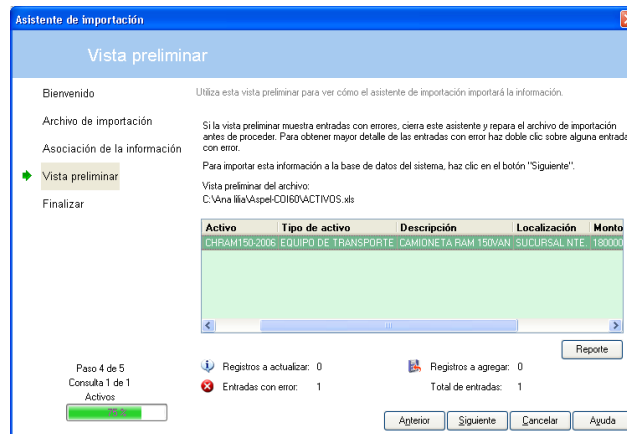 Asistente de importación
Vista preliminar
Bienvenido
Archivo de importación
Asociación de la información
Vista preliminar
Finalizar
Utiliza esta vista preliminar para ver cómo el asistente de importación importará la información.
Si la vista preliminar muestra entradas con errores, cierra este asistente y repara el archivo de importación
antes de proceder. Para obtener mayor detalle de las entradas con error haz doble clic sobre alguna entrada
con error.
Para importar esta información a la base de datos del sistema, haz clic en el botón "Siguiente".
Vista preliminar del archivo:
C:\Ana lilia\Aspel-COI60\ACTIVOS.xls
Activo Tipo de activo Descripción Localización Monto
CHRAM150-2006 EQUIPO DE TRANSPORTE CAMIONETA RAM 150VAN SUCURSAL NTE. 180000
Reporte
Registros a actualizar: 0 Registros a agregar: 0
Entradas con error: 1 Total de entradas: 1
Paso 4 de 5
Consulta 1 de 1
Activos
75 %
Anterior Siguiente Cancelar Ayuda